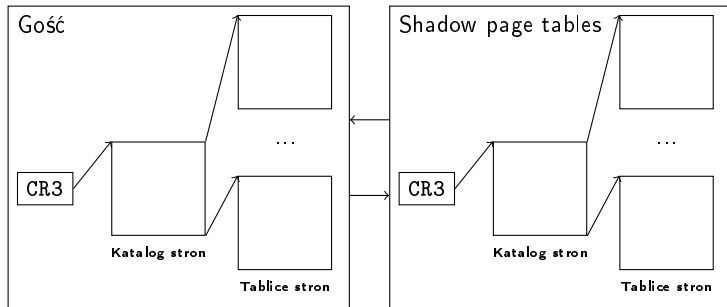 Gość
...
CR3
Katalog stron
Tablice stron
Shadow page tables
...
CR3
Katalog stron
Tablice stron